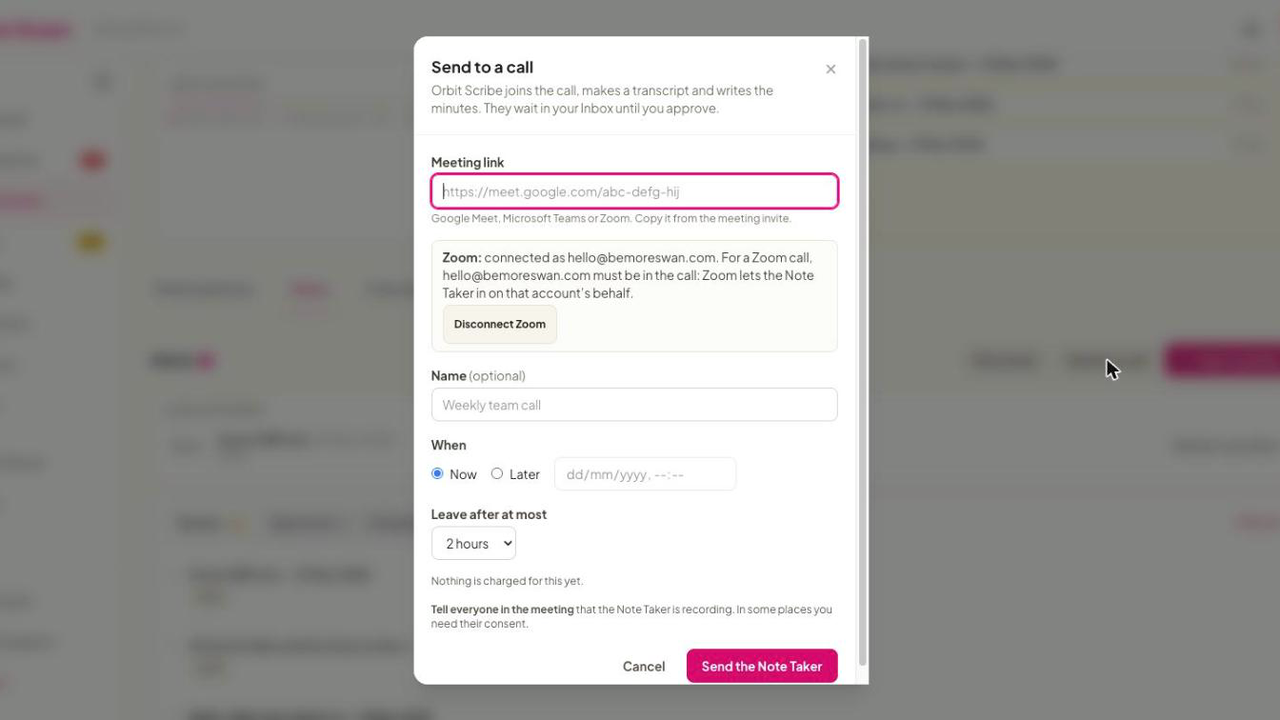 Send to a call
×
Orbit Scribe joins the call, makes a transcript and writes the
minutes. They wait in your Inbox until you approve.
Meeting link
https://meet.google.com/abc-defg-hij
Google Meet, Microsoft Teams or Zoom. Copy it from the meeting invite.
Zoom: connected as hello@bemoreswan.com. For a Zoom call,
hello@bemoreswan.com must be in the call: Zoom lets the Note
Taker in on that account's behalf.
Disconnect Zoom
Name (optional)
Weekly team call
When
Now Later dd/mm/yyyy, --:--
Leave after at most
2 hours
Nothing is charged for this yet.
Tell everyone in the meeting that the Note Taker is recording. In some places you
need their consent.
Cancel Send the Note Taker